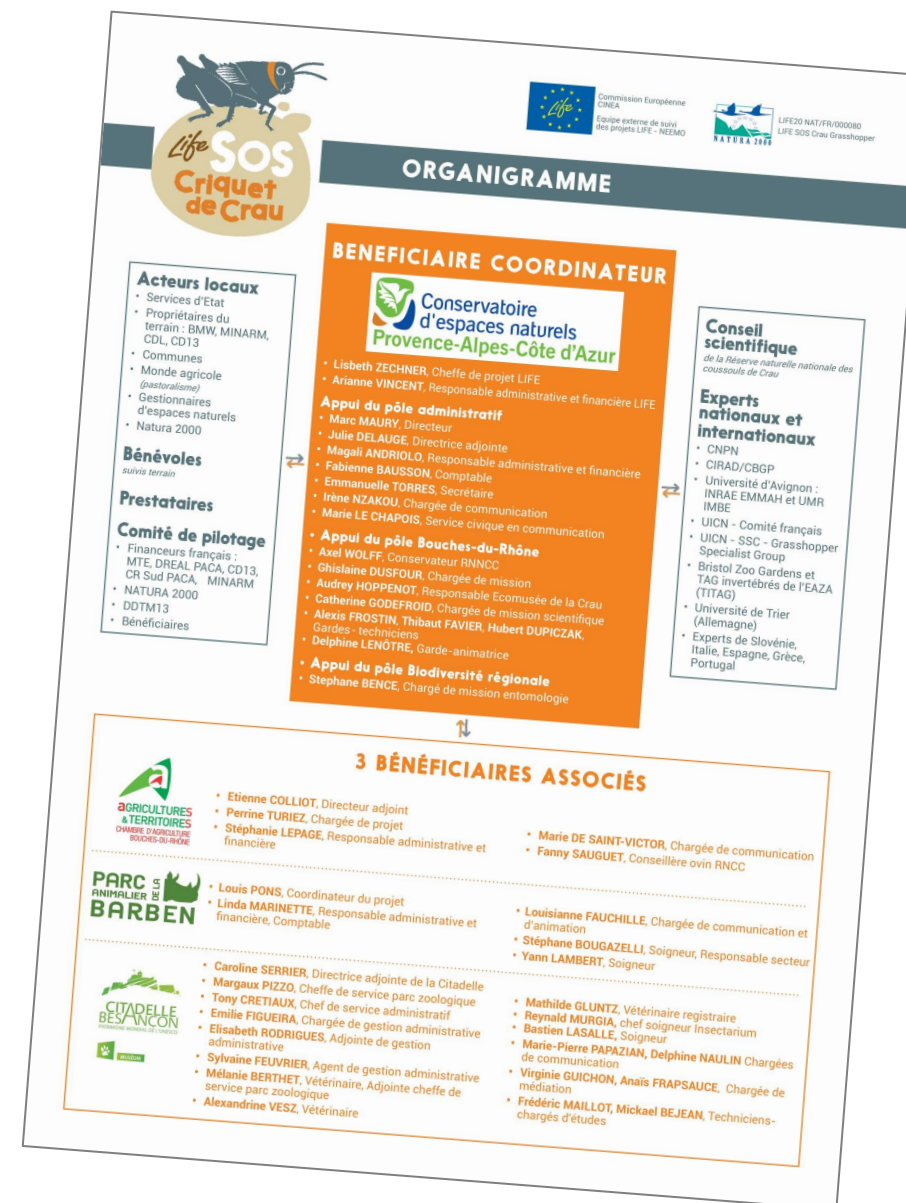 Life SOS
Criquet
de Crau
Life
Commission Européenne
CINEA
Equipe externe de suivi
des projets LIFE - NEEMO
NATURA 2000
LIFE20 NAT/FR/000080
LIFE SOS Crau Grasshopper
ORGANIGRAMME
Acteurs locaux
• Services d'Etat
• Propriétaires du
terrain : BMW, MINARM,
CDL, CD13
• Communes
• Monde agricole
(pastoralisme)
• Gestionnaires
d'espaces naturels
• Natura 2000
Bénévoles
suivis terrain
Prestataires
Comité de pilotage
• Financeurs français :
MTE, DREAL PACA, CD13,
CR Sud PACA, MINARM
• NATURA 2000
• DDTM13
• Bénéficiaires
BENEFICIAIRE COORDINATEUR
Conservatoire
d'espaces naturels
Provence-Alpes-Côte d'Azur
• Lisbeth ZECHNER, Cheffe de projet LIFE
• Arianne VINCENT, Responsable administrative et financière LIFE
Appui du pôle administratif
• Marc MAURY, Directeur
• Julie DELAUGE, Directrice adjointe
• Magali ANDRIOLO, Responsable administrative et financière
• Fabienne BAUSSON, Comptable
• Emmanuelle TORRES, Secrétaire
• Irène NZAKOU, Chargée de communication
• Marie LE CHAPOIS, Service civique en communication
• Appui du pôle Bouches-du-Rhône
• Axel WOLFF, Conservateur RNNCC
• Ghislaine DUSFOUR, Chargée de mission
• Audrey HOPPENOT, Responsable Ecomusée de la Crau
• Catherine GODEFROID, Chargée de mission scientifique
• Alexis FROSTIN, Thibaut FAVIER, Hubert DUPICZAK,
Gardes - techniciens
• Delphine LENÔTRE, Garde-animatrice
• Appui du pôle Biodiversité régionale
• Stephane BENCE, Chargé de mission entomologie
Conseil
scientifique
de la Réserve naturelle nationale des
coussouls de Crau
Experts
nationaux et
internationaux
• CNPN
• CIRAD/CBGP
• Université d'Avignon :
INRAE EMMAH et UMR
IMBE
• UICN - Comité français
• UICN - SSC - Grasshopper
Specialist Group
• Bristol Zoo Gardens et
TAG invertébrés de l'EAZA
(TITAG)
• Université de Trier
(Allemagne)
• Experts de Slovénie,
Italie, Espagne, Grèce,
Portugal
3 BÉNÉFICIAIRES ASSOCIÉS
AGRICULTURES
& TERRITOIRES
CHAMBRE D'AGRICULTURE
BOUCHES-DU-RHÔNE
• Etienne COLLIOT, Directeur adjoint
• Perrine TURIEZ, Chargée de projet
• Stéphanie LEPAGE, Responsable administrative et
financière
• Marie DE SAINT-VICTOR, Chargée de communication
• Fanny SAUGUET, Conseillère ovin RNCC
PARC
ANIMALIER DE LA
BARBEN
• Louis PONS, Coordinateur du projet
• Linda MARINETTE, Responsable administrative et
financière, Comptable
• Louisianne FAUCHILLE, Chargée de communication et
d'animation
• Stéphane BOUGAZELLI, Soigneur, Responsable secteur
• Yann LAMBERT, Soigneur
CITADELLE
BESANCON
PATRIMOINE MONDIAL DE L'UNESCO
MUSÉUM
• Caroline SERRIER, Directrice adjointe de la Citadelle
• Margaux PIZZO, Cheffe de service parc zoologique
• Tony CRETIAUX, Chef de service administratif
• Emilie FIGUEIRA, Chargée de gestion administrative
• Elisabeth RODRIGUES, Adjointe de gestion
administrative
• Sylvaine FEUVRIER, Agent de gestion administrative
• Mélanie BERTHET, Vétérinaire, Adjointe cheffe de
service parc zoologique
• Alexandrine VESZ, Vétérinaire
• Mathilde GLUNTZ, Vétérinaire registraire
• Reynald MURGIA, chef soigneur Insectarium
• Bastien LASALLE, Soigneur
• Marie-Pierre PAPAZIAN, Delphine NAULIN Chargées
de communication
• Virginie GUICHON, Anaïs FRAPSAUCE, Chargée de
médiation
• Frédéric MAILLOT, Mickael BEJEAN, Techniciens-
chargés d'études